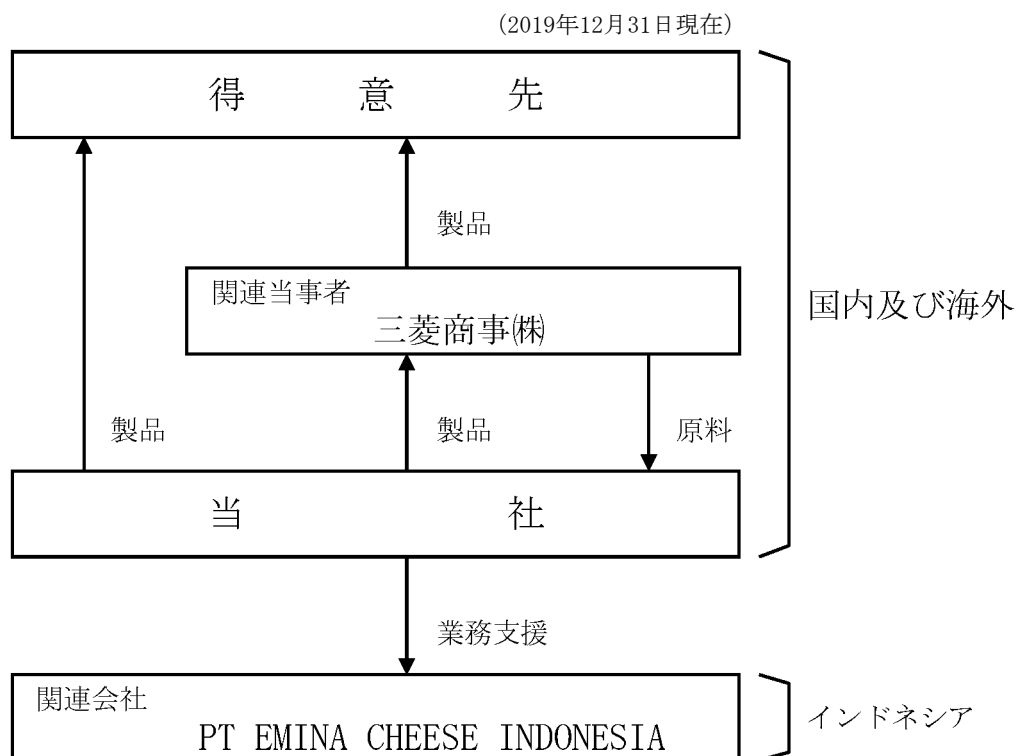 (2019年12月31日現在)
得意先
製品
関連当事者
三菱商事㈱
国内及び海外
製品
製品
原料
当社
業務支援
関連会社
PT EMINA CHEESE INDONESIA
インドネシア